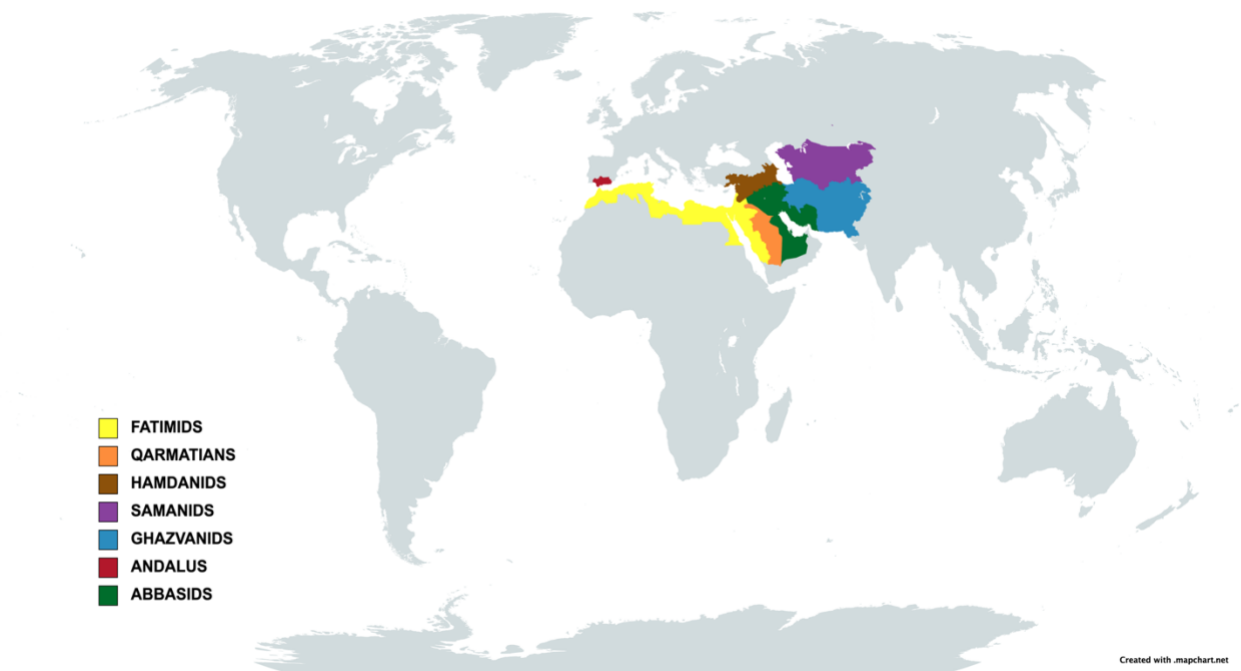 FATIMIDS
QARMATIANS
HAMDANIDS
SAMANIDS
GHAZVANIDS
ANDALUS
ABBASIDS
Created with .mapchart.net